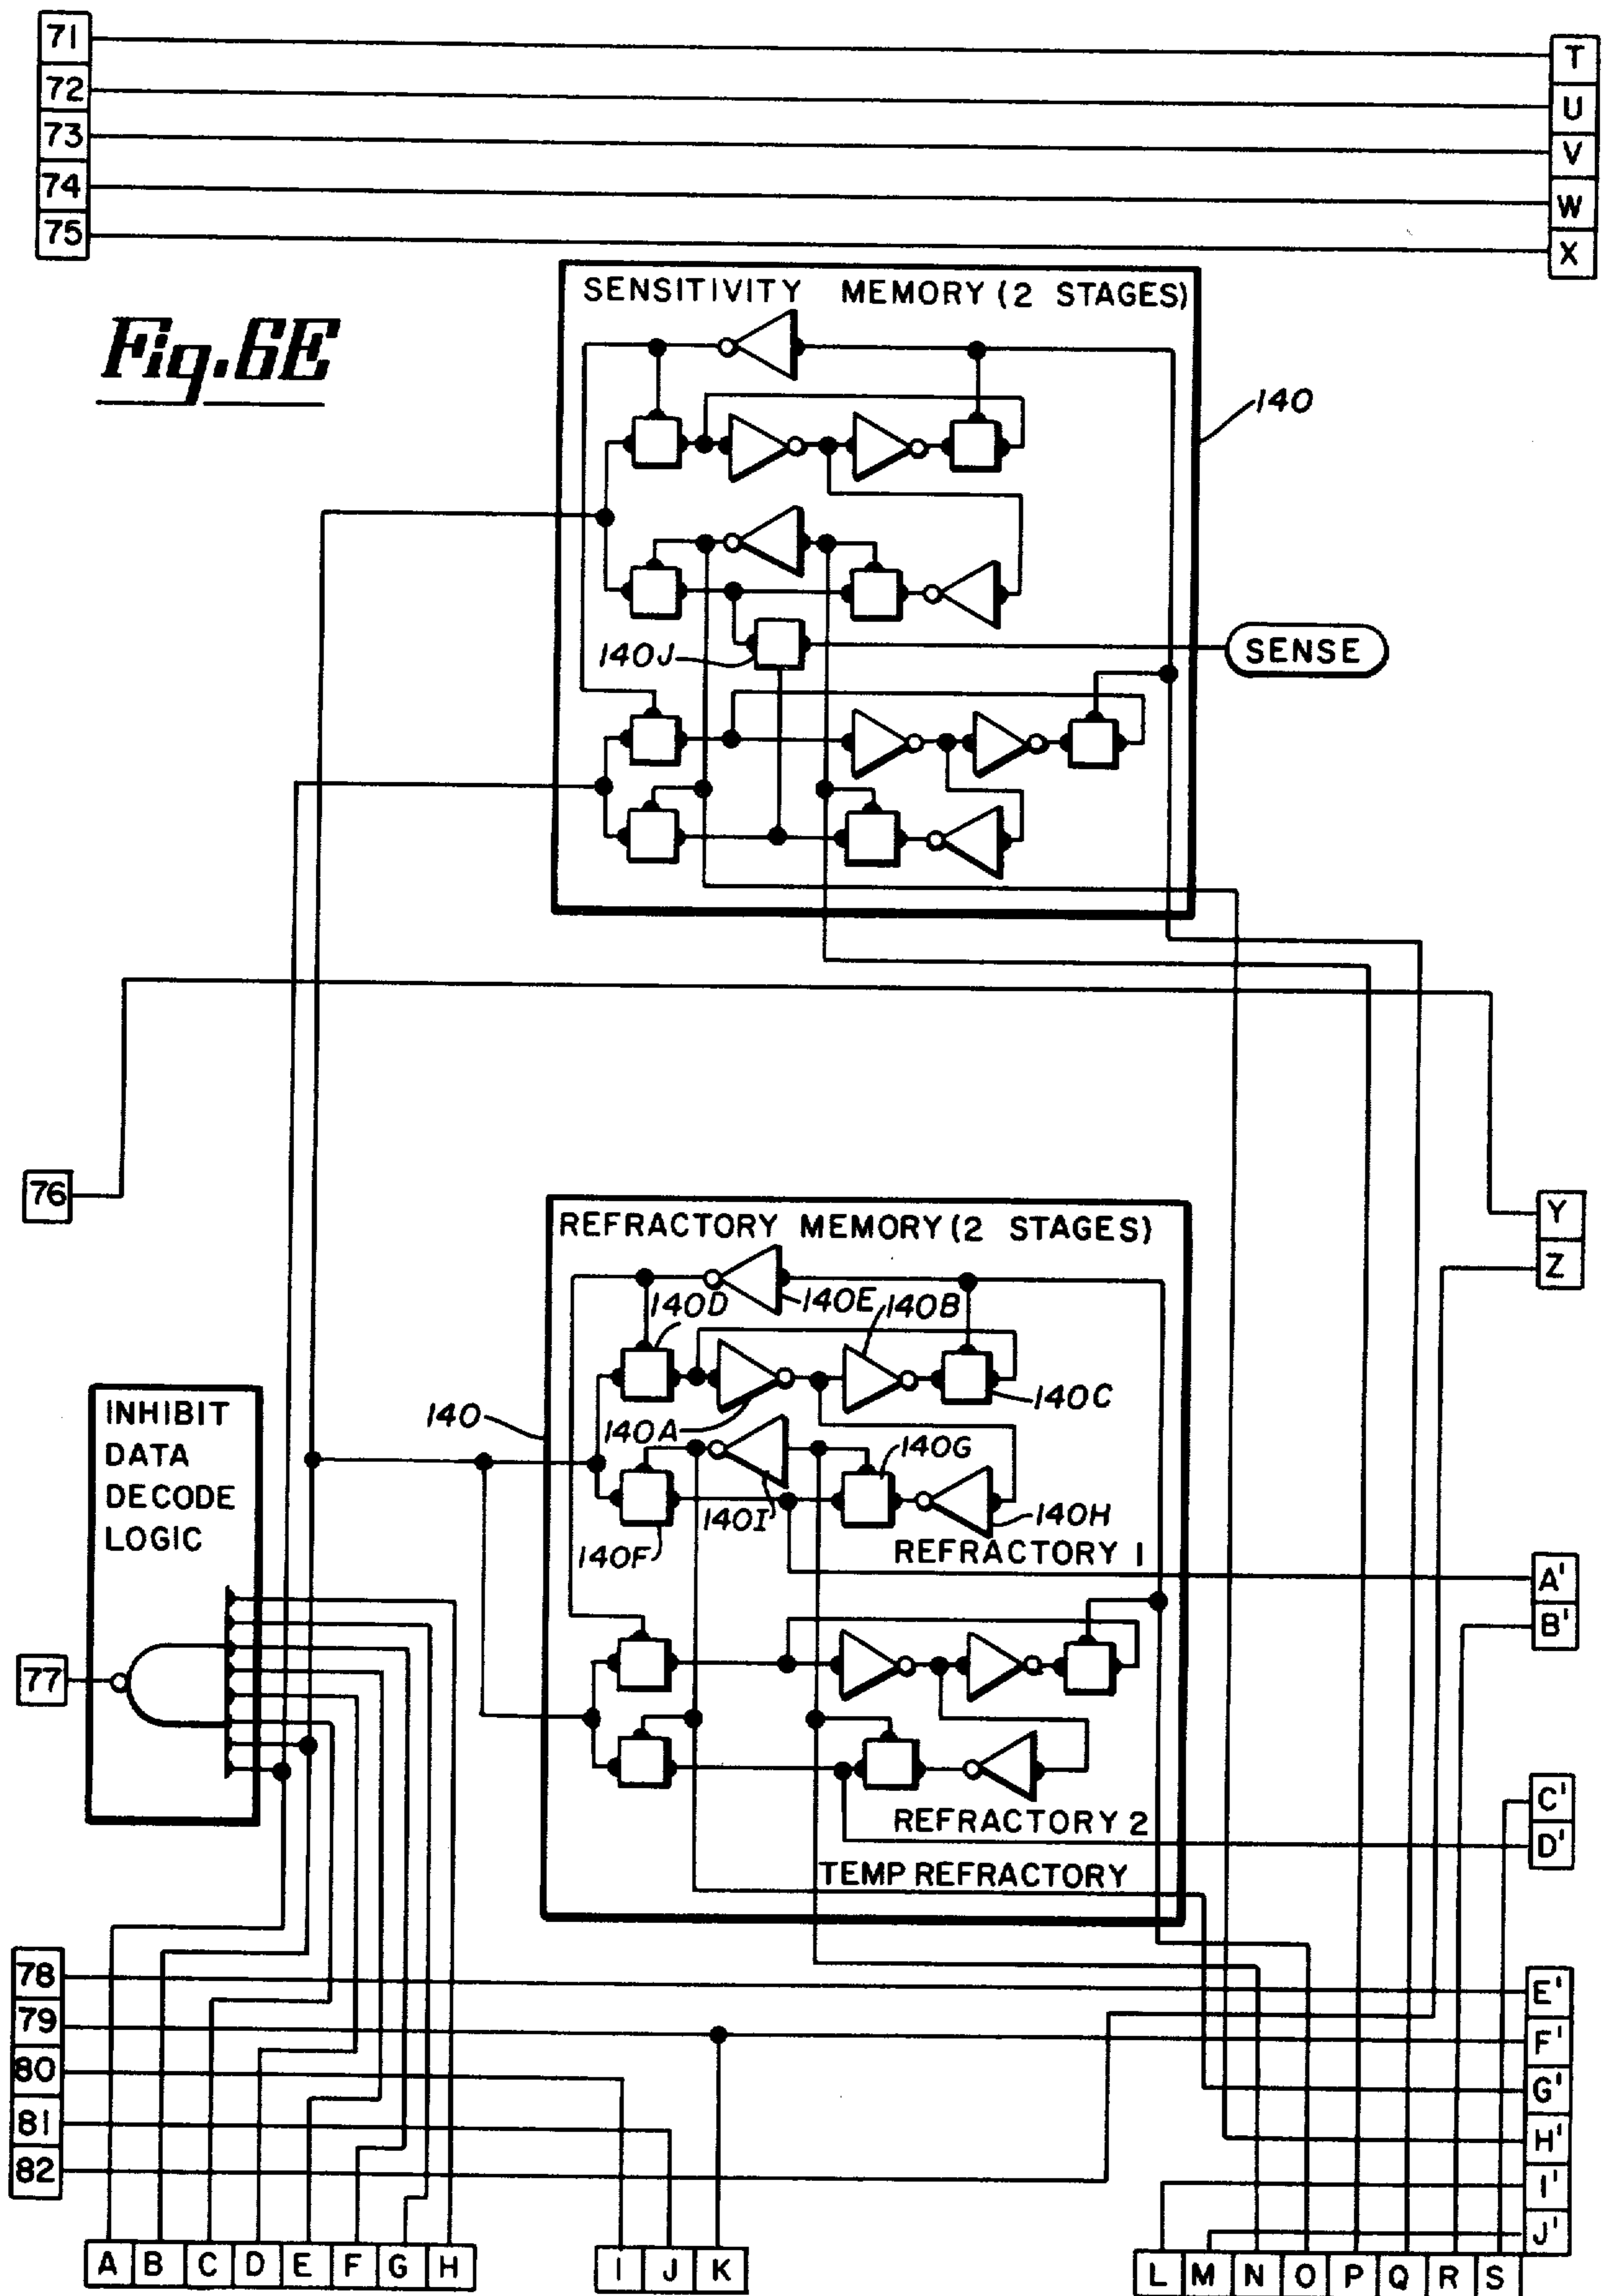 71
T
72
U
73
V
74
W
75
X
Fig.6E
SENSITIVITY MEMORY (2 STAGES)
140
140J
SENSE
76
Y
Z
REFRACTORY MEMORY (2 STAGES)
140D
140E
140B
140C
140
140A
140G
140I
140H
140F
REFRACTORY 1
INHIBIT
DATA
DECODE
LOGIC
A'
B'
77
C'
D'
REFRACTORY 2
TEMP REFRACTORY
78
E'
79
F'
80
G'
81
H'
82
I'
J'
A B C D E F G H
I J K
L M N O P Q R S